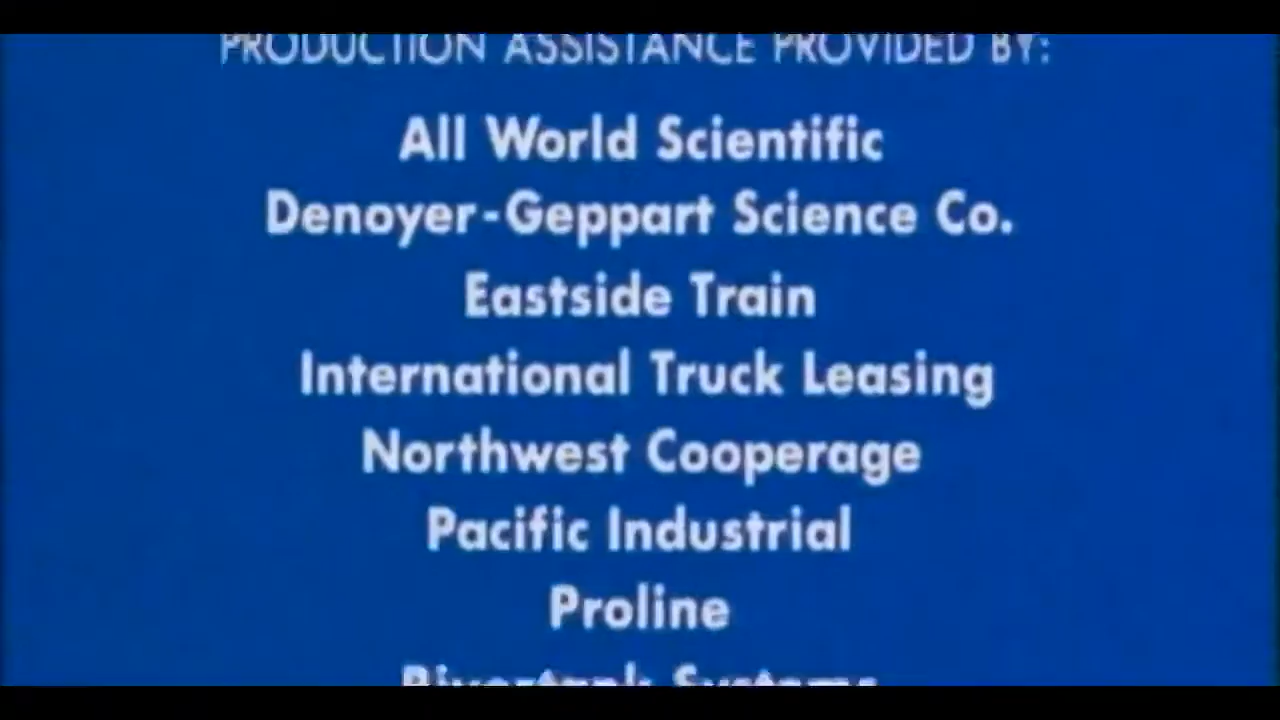 PRODUCTION ASSISTANCE PROVIDED BY:
All World Scientific
Denoyer-Geppart Science Co.
Eastside Train
International Truck Leasing
Northwest Cooperage
Pacific Industrial
Proline
Systems